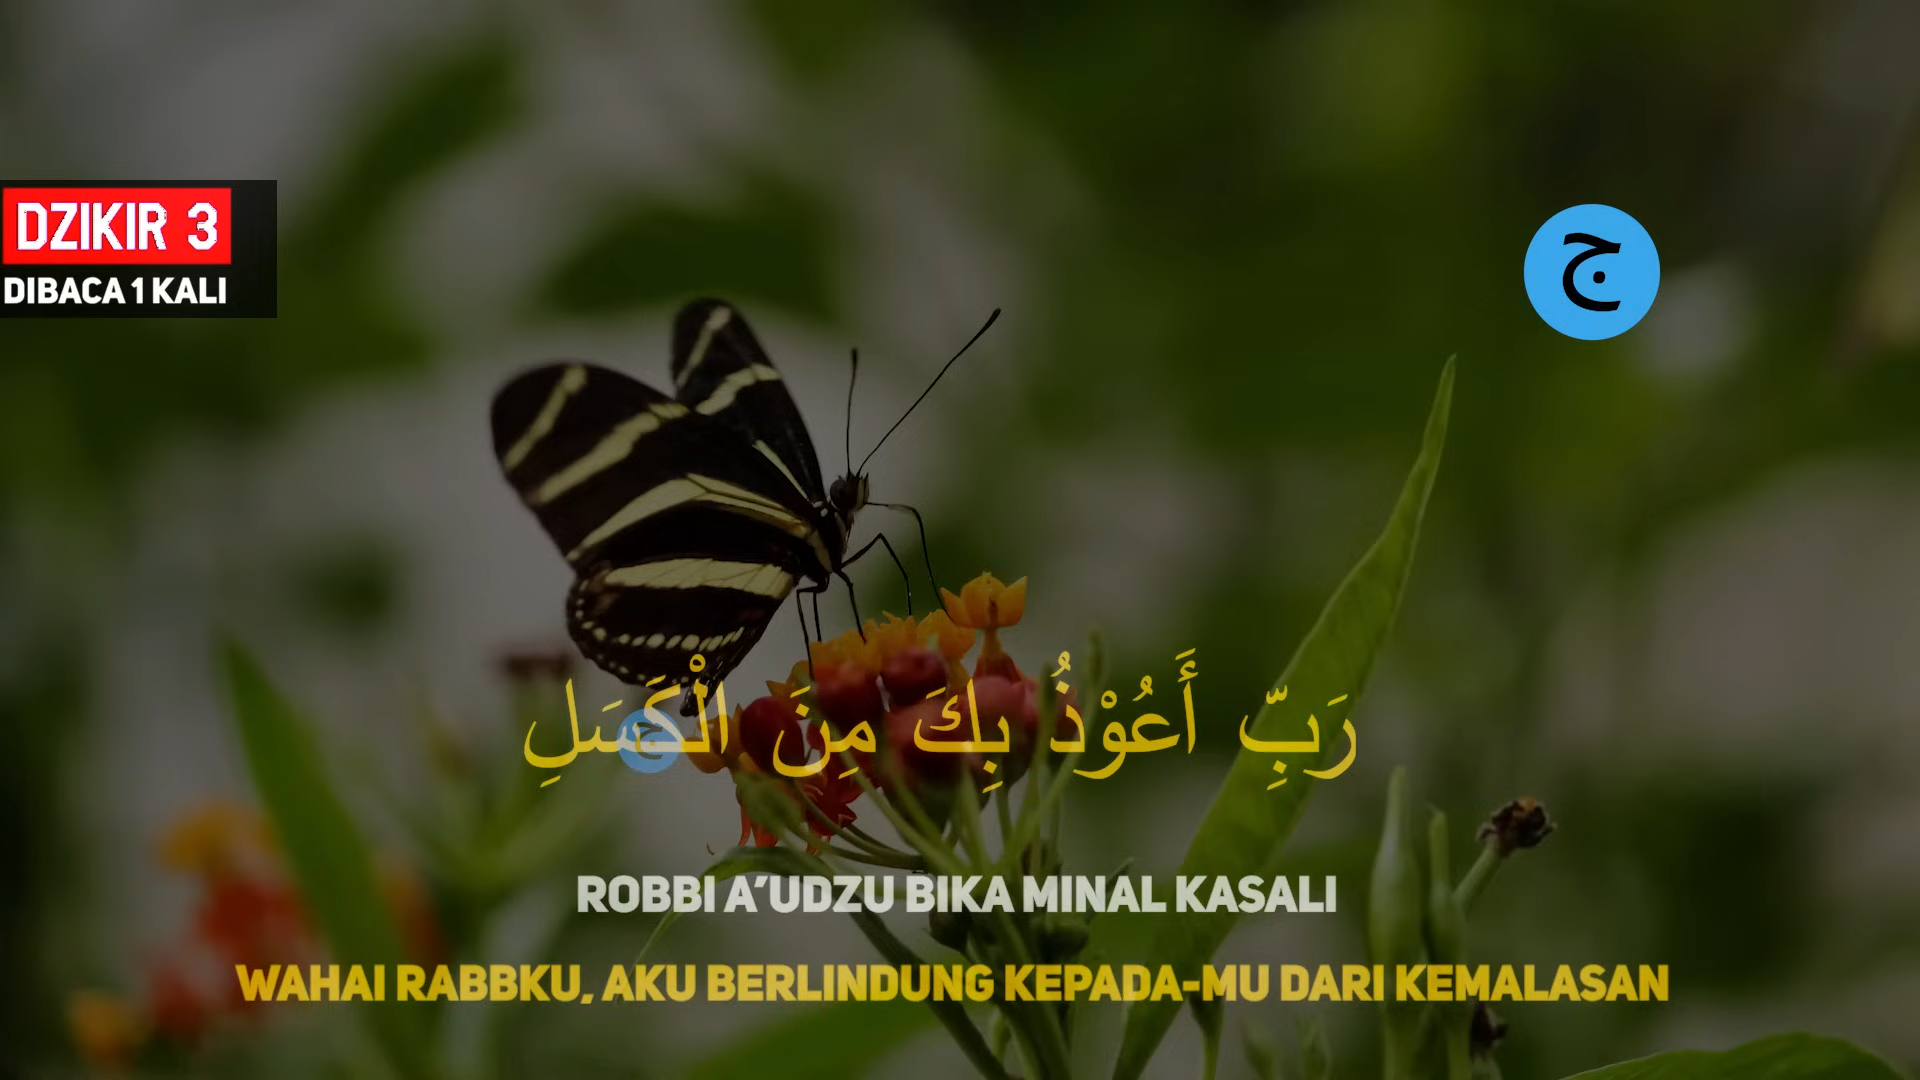 DZIKIR 3
DIBACA 1 KALI
ج
رَبِّ أَعُوْذُ بِكَ مِنَ الْكَسَلِ
ج
ROBBI A'UDZU BIKA MINAL KASALI
WAHAI RABBKU, AKU BERLINDUNG KEPADA-MU DARI KEMALASAN